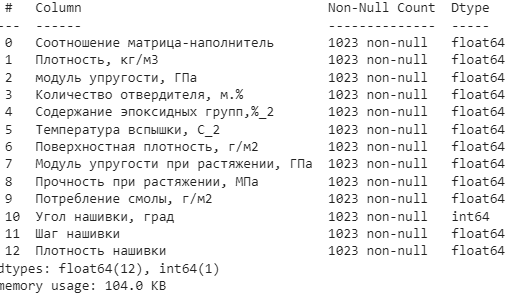 #   Column                                Non-Null Count  Dtype
---  ------                                --------------  -----
0   Соотношение матрица-наполнитель       1023 non-null   float64
1   Плотность, кг/м3                      1023 non-null   float64
2   модуль упругости, ГПа                 1023 non-null   float64
3   Количество отвердителя, м.%           1023 non-null   float64
4   Содержание эпоксидных групп,%_2       1023 non-null   float64
5   Температура вспышки, С_2              1023 non-null   float64
6   Поверхностная плотность, г/м2         1023 non-null   float64
7   Модуль упругости при растяжении, ГПа  1023 non-null   float64
8   Прочность при растяжении, МПа         1023 non-null   float64
9   Потребление смолы, г/м2               1023 non-null   float64
10  Угол нашивки, град                    1023 non-null   int64
11  Шаг нашивки                           1023 non-null   float64
12  Плотность нашивки                     1023 non-null   float64
dtypes: float64(12), int64(1)
memory usage: 104.0 KB